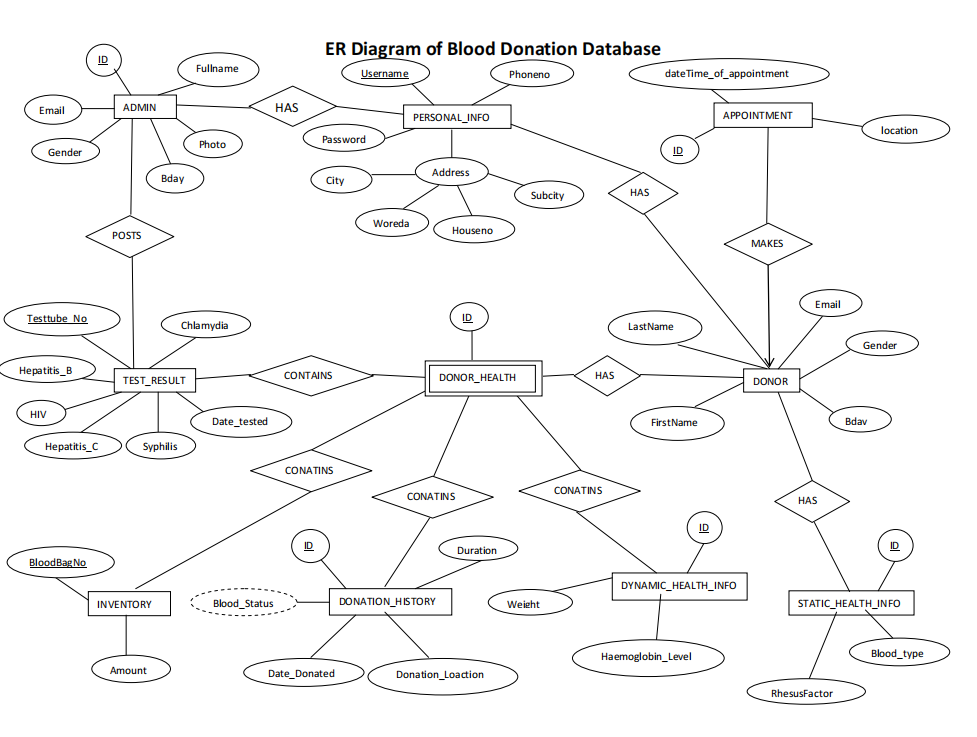 ER Diagram of Blood Donation Database
ID
Fullname
Username
Phoneno
dateTime_of_appointment
Email
ADMIN
HAS
PERSONAL_INFO
APPOINTMENT
location
Gender
Photo
Password
ID
Bday
City
Address
Subcity
HAS
Woreda
Houseno
POSTS
MAKES
Testtube_No
Chlamydia
ID
LastName
Email
Gender
Hepatitis_B
TEST_RESULT
CONTAINS
DONOR_HEALTH
HAS
DONOR
HIV
Date_tested
FirstName
Bdav
Hepatitis_C
Syphilis
CONATINS
CONATINS
CONATINS
HAS
ID
Duration
ID
ID
BloodBagNo
INVENTORY
Blood_Status
DONATION_HISTORY
Weight
DYNAMIC_HEALTH_INFO
STATIC_HEALTH_INFO
Amount
Date_Donated
Donation_Loaction
Haemoglobin_Level
Blood_type
RhesusFactor